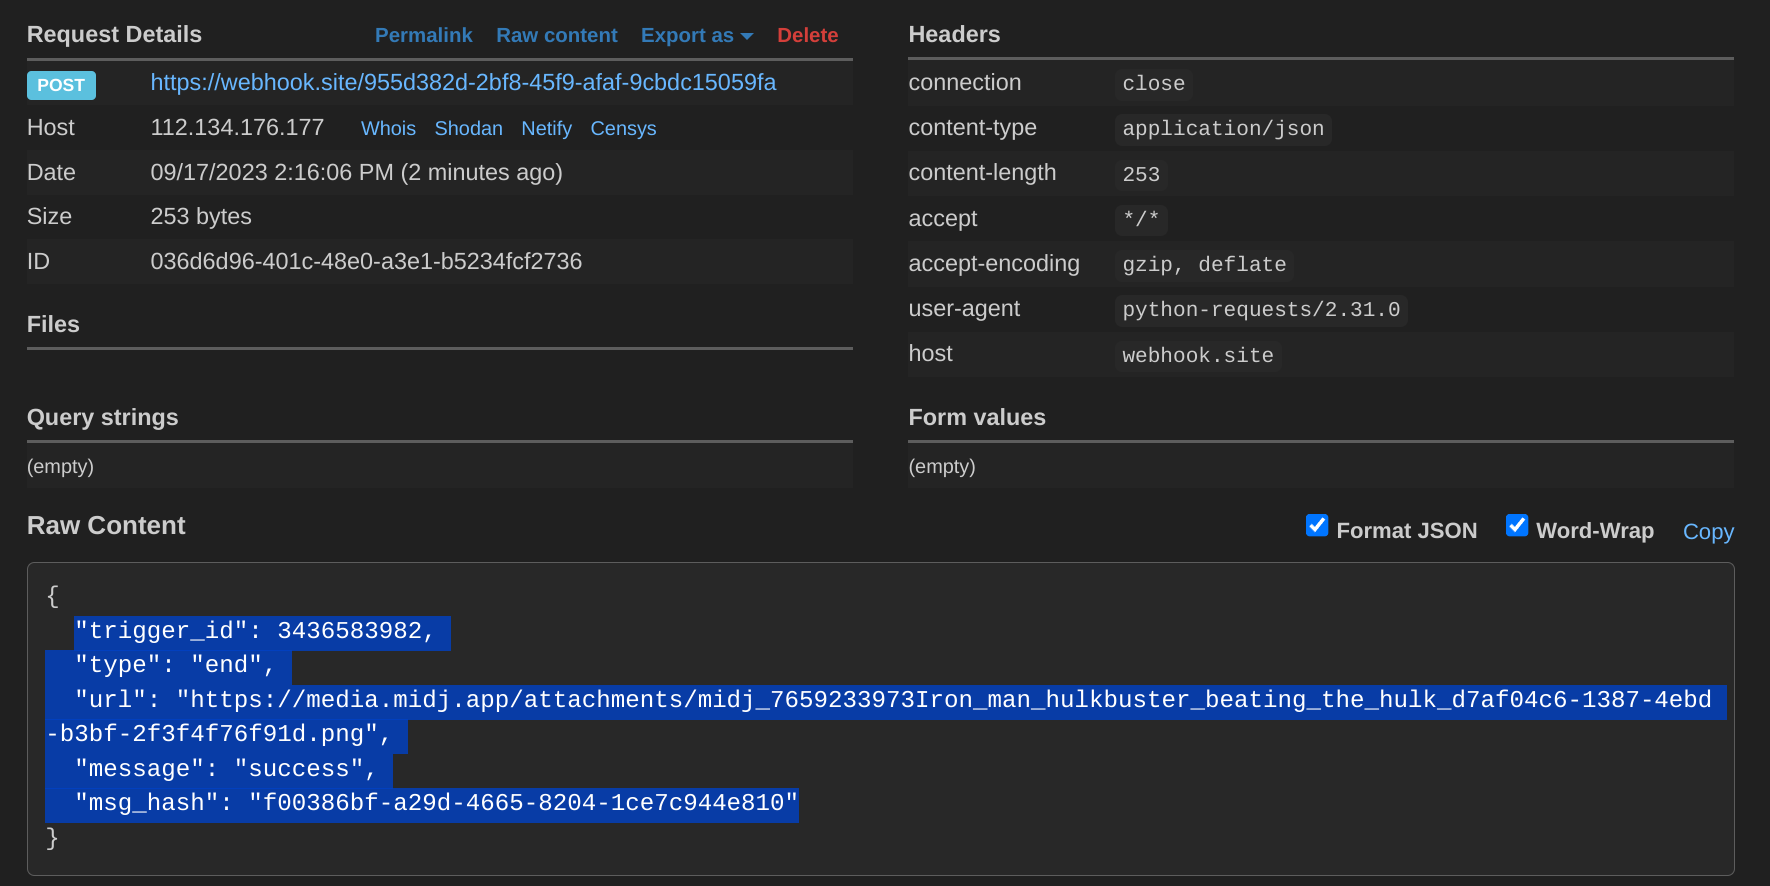 Request Details Permalink Raw content Export as Delete
POST https://webhook.site/955d382d-2bf8-45f9-afaf-9cbdc15059fa
Host 112.134.176.177 Whois Shodan Netify Censys
Date 09/17/2023 2:16:06 PM (2 minutes ago)
Size 253 bytes
ID 036d6d96-401c-48e0-a3e1-b5234fcf2736
Files
Headers
connection close
content-type application/json
content-length 253
accept */*
accept-encoding gzip, deflate
user-agent python-requests/2.31.0
host webhook.site
Query strings
(empty)
Form values
(empty)
Raw Content Format JSON Word-Wrap Copy
{
"trigger_id": 3436583982,
"type": "end",
"url": "https://media.midj.app/attachments/midj_7659233973Iron_man_hulkbuster_beating_the_hulk_d7af04c6-1387-4ebd
-b3bf-2f3f4f76f91d.png",
"message": "success",
"msg_hash": "f00386bf-a29d-4665-8204-1ce7c944e810"
}